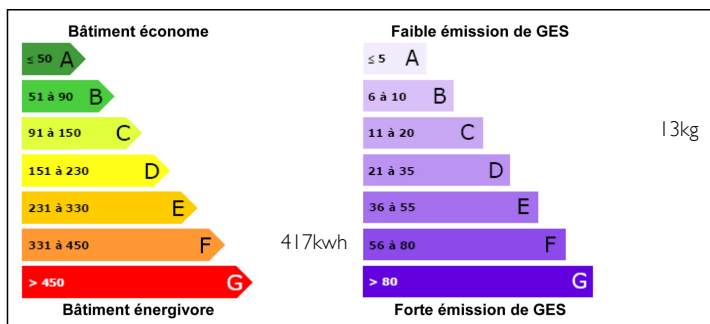 Bâtiment économe
≤ 50 A
51 à 90 B
91 à 150 C
151 à 230 D
231 à 330 E
331 à 450 F
417kwh
> 450 G
Bâtiment énergivore
Faible émission de GES
≤ 5 A
6 à 10 B
11 à 20 C
13kg
21 à 35 D
36 à 55 E
56 à 80 F
> 80 G
Forte émission de GES